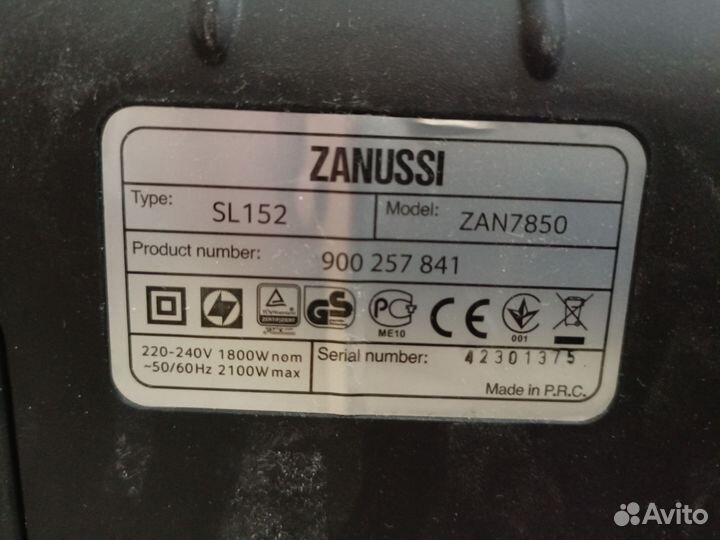 ZANUSSI
Type: SL152 Model: ZAN7850
Product number: 900 257 841
GS PC ME10 CE 001
220-240V 1800W nom
~50/60Hz 2100W max
Serial number: 42301375
Made in P.R.C.
Avito